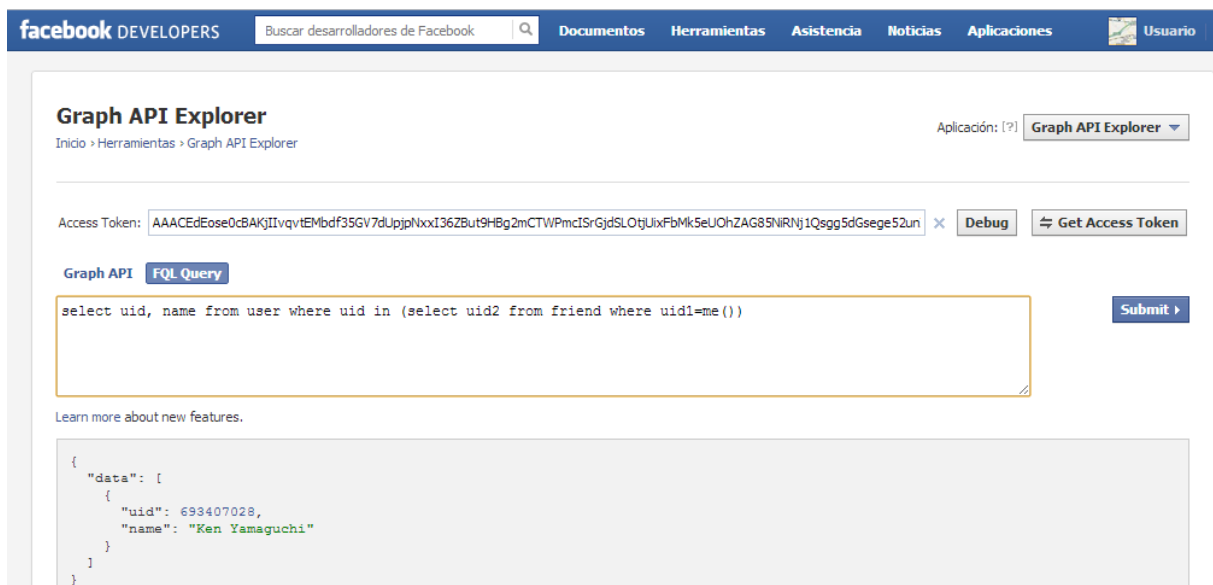 facebook DEVELOPERS Buscar desarrolladores de Facebook Documentos Herramientas Asistencia Noticias Aplicaciones Usuario
Graph API Explorer
Aplicación: [?] Graph API Explorer
Inicio › Herramientas › Graph API Explorer
Access Token: AAACEdEose0cBAKjIIvqvtEMbdf35GV7dUpjpNxxI36ZBut9HBg2mCTWPmcISrGjdSLOtjUixFbMk5eUOhZAG85NiRNj1Qsgg5dGsege52un × Debug Get Access Token
Graph API FQL Query
select uid, name from user where uid in (select uid2 from friend where uid1=me())
Submit
Learn more about new features.
{
"data": [
{
"uid": 693407028,
"name": "Ken Yamaguchi"
}
]
}